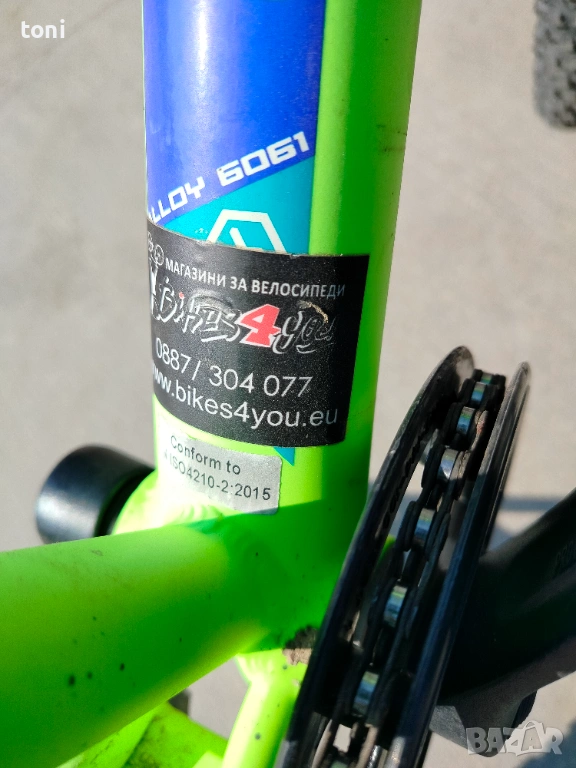 toni
ALLOY 6061
МАГАЗИНИ ЗА ВЕЛОСИПЕДИ
Bikes4you
0887/ 304 077
www.bikes4you.eu
Conform to
ISO4210-2:2015
BAZAR